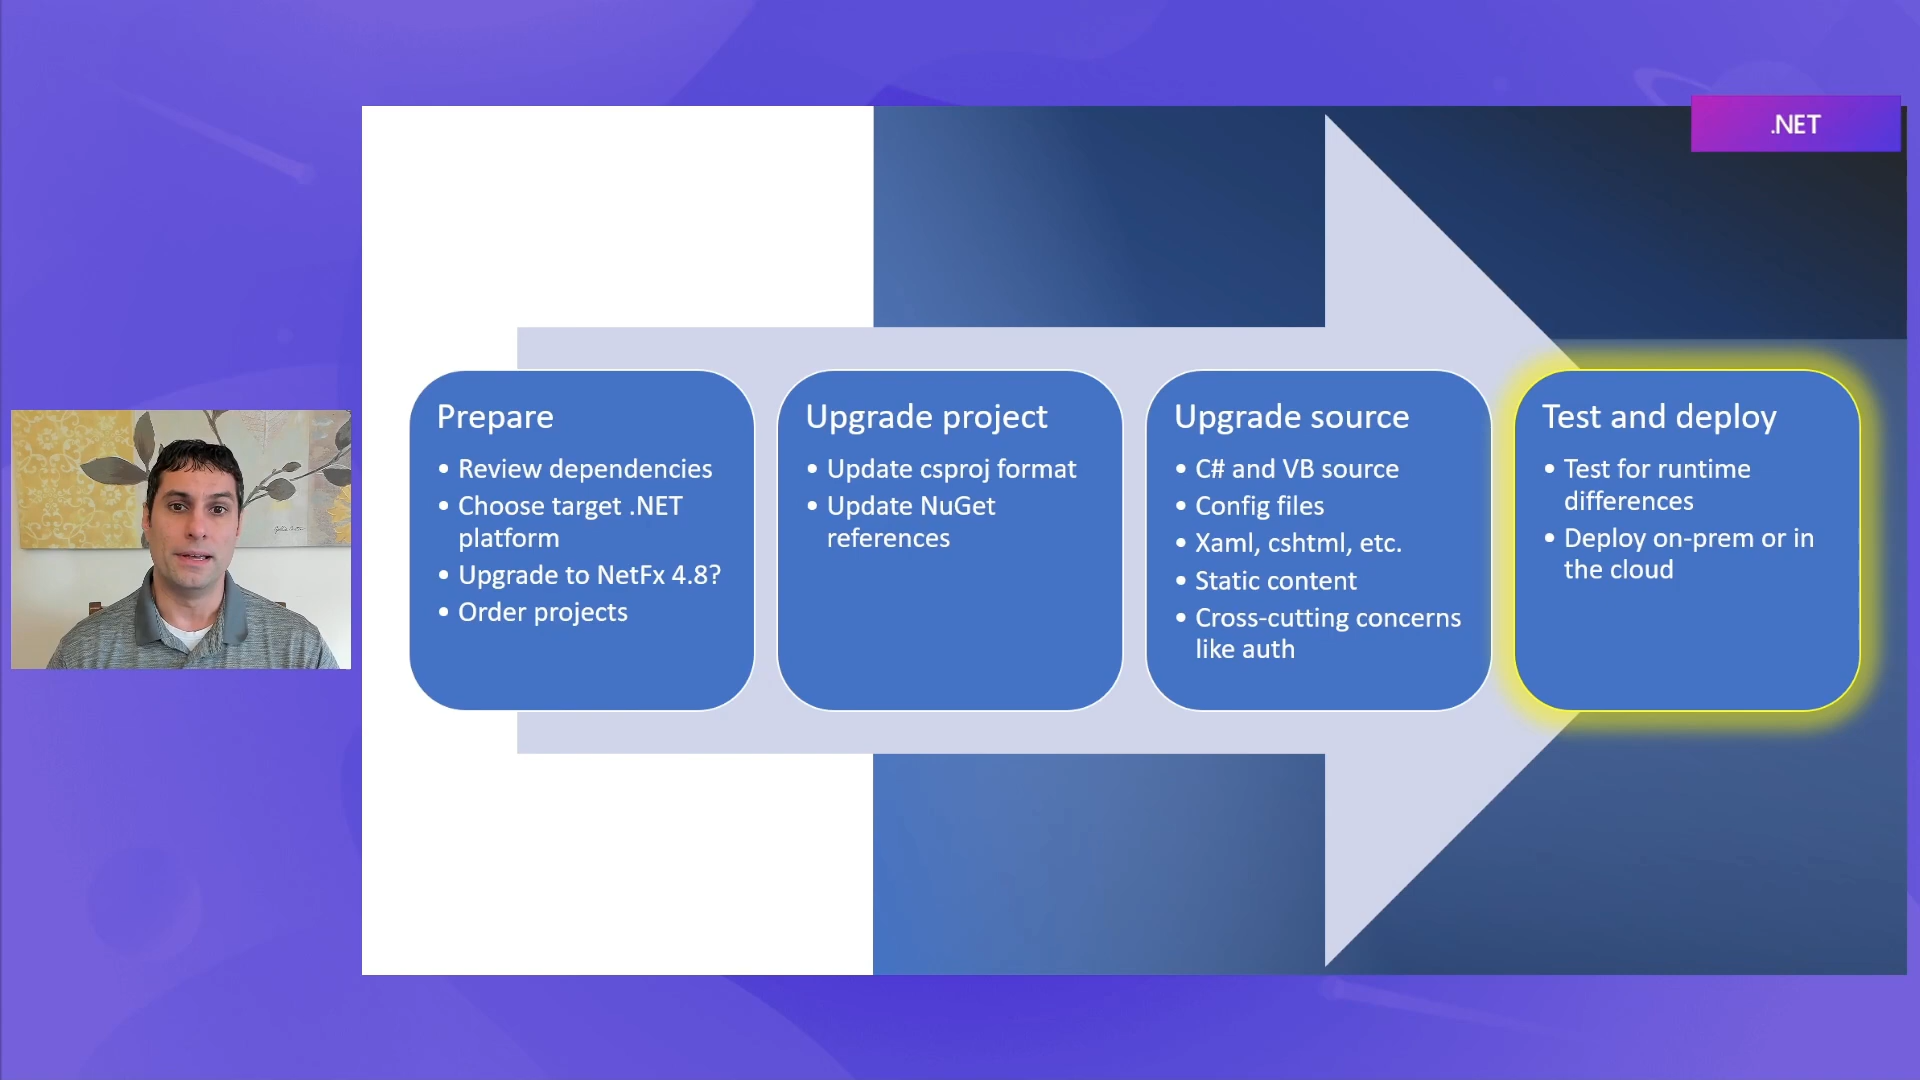 .NET
Prepare
• Review dependencies
• Choose target .NET
platform
• Upgrade to NetFx 4.8?
• Order projects
Upgrade project
• Update csproj format
• Update NuGet
references
Upgrade source
• C# and VB source
• Config files
• Xaml, cshtml, etc.
• Static content
• Cross-cutting concerns
like auth
Test and deploy
• Test for runtime
differences
• Deploy on-prem or in
the cloud